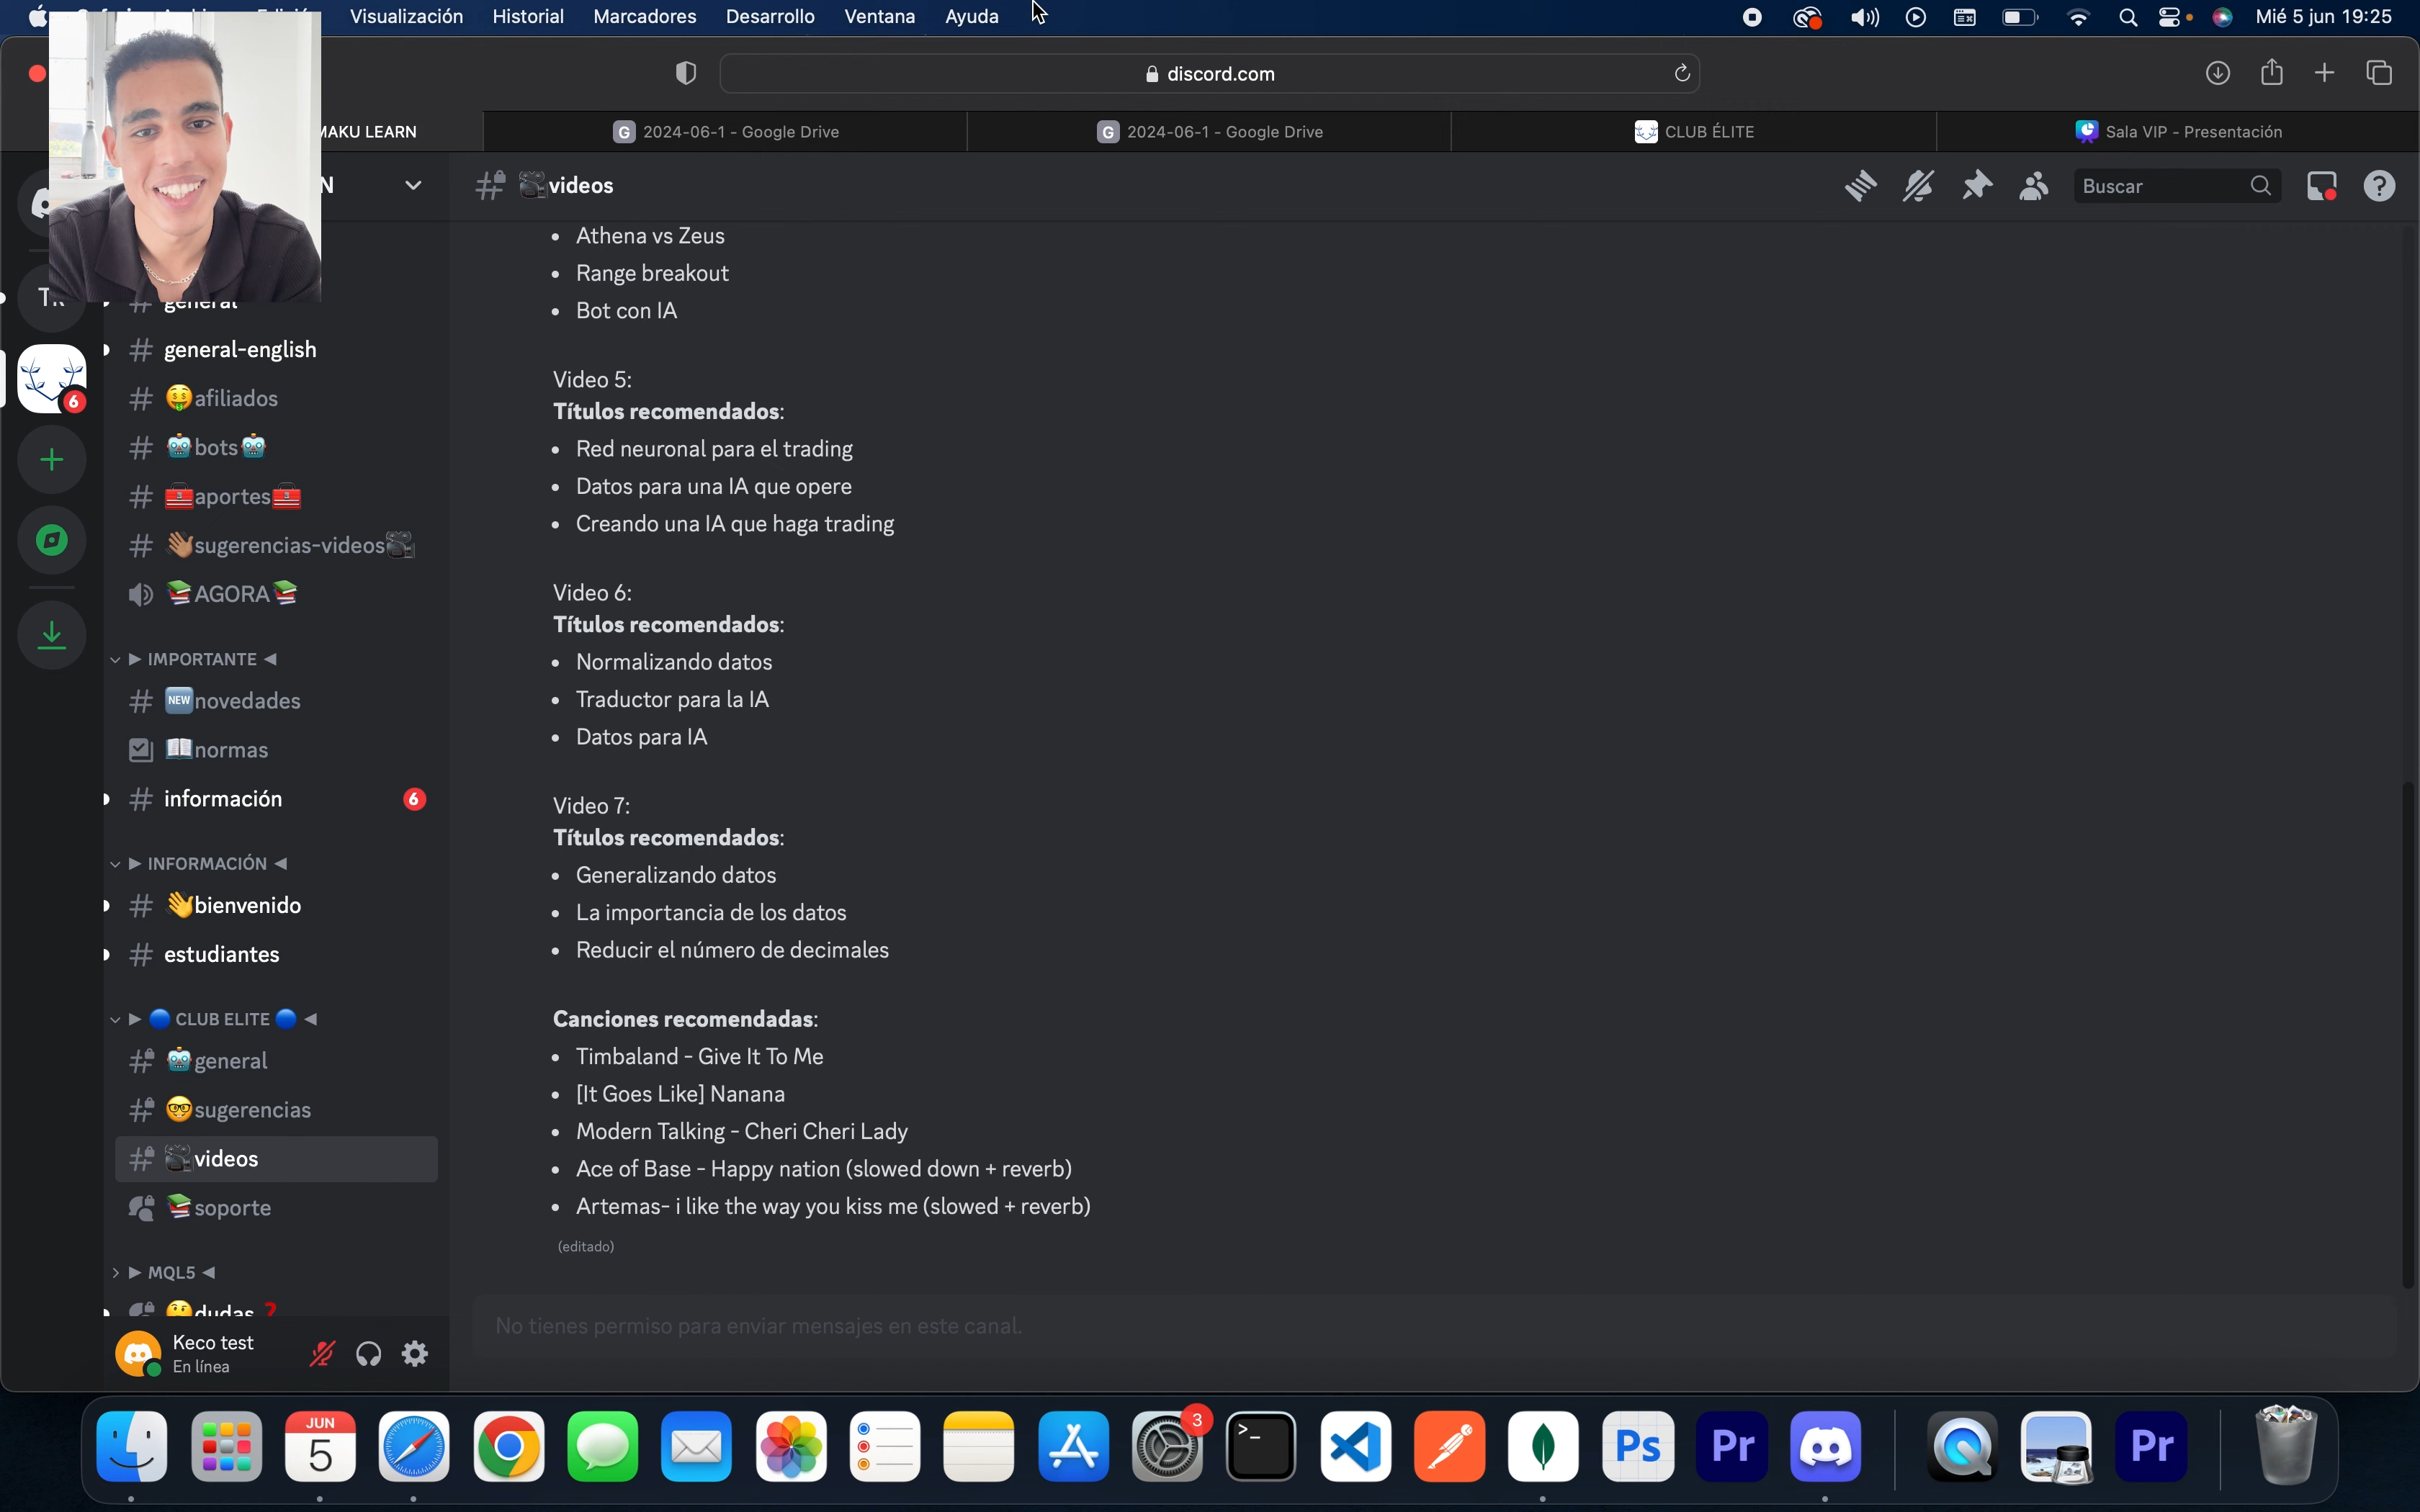 Visualización Historial Marcadores Desarrollo Ventana Ayuda
Mié 5 jun 19:25
discord.com
MAKU LEARN
G 2024-06-1 - Google Drive
G 2024-06-1 - Google Drive
CLUB ÉLITE
Sala VIP - Presentación
N
videos
Buscar
general
general-english
afiliados
bots
aportes
sugerencias-videos
AGORA
6
IMPORTANTE
NEW novedades
normas
información 6
INFORMACIÓN
bienvenido
estudiantes
CLUB ELITE
general
sugerencias
videos
soporte
MQL5
dudas ?
Keco test
En línea
• Athena vs Zeus
• Range breakout
• Bot con IA
Video 5:
Títulos recomendados:
• Red neuronal para el trading
• Datos para una IA que opere
• Creando una IA que haga trading
Video 6:
Títulos recomendados:
• Normalizando datos
• Traductor para la IA
• Datos para IA
Video 7:
Títulos recomendados:
• Generalizando datos
• La importancia de los datos
• Reducir el número de decimales
Canciones recomendadas:
• Timbaland - Give It To Me
• [It Goes Like] Nanana
• Modern Talking - Cheri Cheri Lady
• Ace of Base - Happy nation (slowed down + reverb)
• Artemas- i like the way you kiss me (slowed + reverb)
(editado)
No tienes permiso para enviar mensajes en este canal.
JUN
5
3
Ps
Pr
Pr